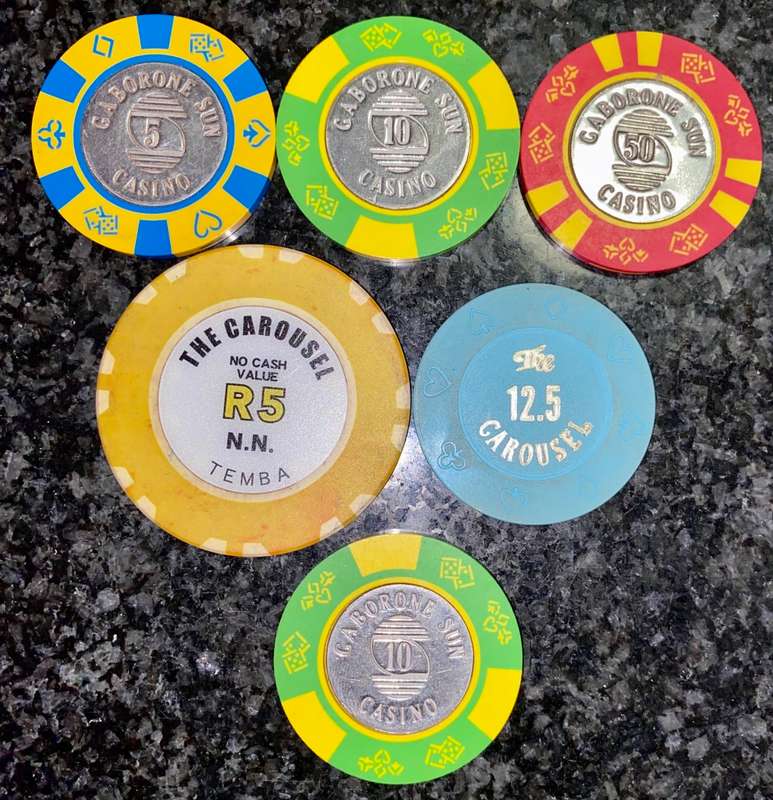 GABORONE SUN
5
CASINO
GABORONE SUN
10
CASINO
GABORONE SUN
50
CASINO
THE CAROUSEL
NO CASH
VALUE
R5
N.N.
TEMBA
The
12.5
CAROUSEL
GABORONE SUN
10
CASINO